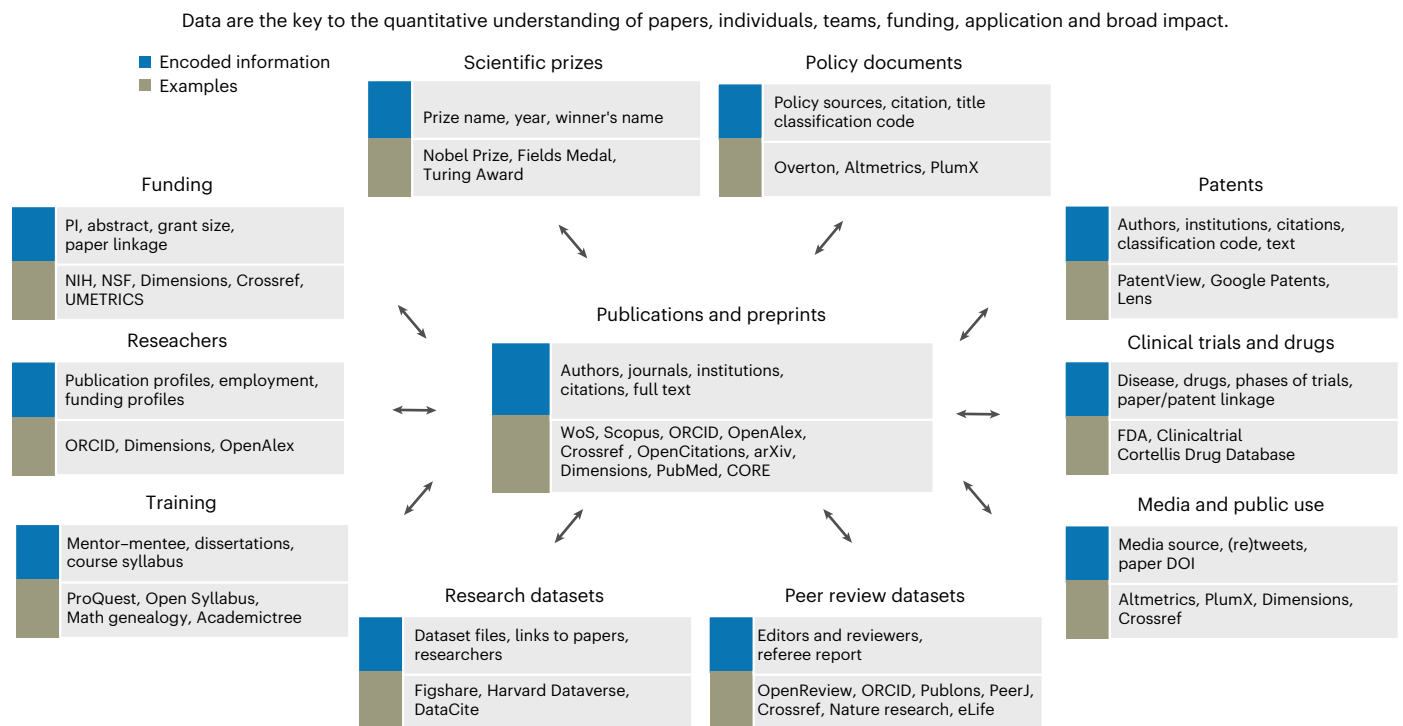 Data are the key to the quantitative understanding of papers, individuals, teams, funding, application and broad impact.
Encoded information
Examples
Scientific prizes
Prize name, year, winner's name
Nobel Prize, Fields Medal,
Turing Award
Policy documents
Policy sources, citation, title
classification code
Overton, Altmetrics, PlumX
Funding
PI, abstract, grant size,
paper linkage
NIH, NSF, Dimensions, Crossref,
UMETRICS
Patents
Authors, institutions, citations,
classification code, text
PatentView, Google Patents,
Lens
Publications and preprints
Authors, journals, institutions,
citations, full text
WoS, Scopus, ORCID, OpenAlex,
Crossref , OpenCitations, arXiv,
Dimensions, PubMed, CORE
Reseachers
Publication profiles, employment,
funding profiles
ORCID, Dimensions, OpenAlex
Clinical trials and drugs
Disease, drugs, phases of trials,
paper/patent linkage
FDA, Clinicaltrial
Cortellis Drug Database
Training
Mentor–mentee, dissertations,
course syllabus
ProQuest, Open Syllabus,
Math genealogy, Academictree
Media and public use
Media source, (re)tweets,
paper DOI
Altmetrics, PlumX, Dimensions,
Crossref
Research datasets
Dataset files, links to papers,
researchers
Figshare, Harvard Dataverse,
DataCite
Peer review datasets
Editors and reviewers,
referee report
OpenReview, ORCID, Publons, PeerJ,
Crossref, Nature research, eLife